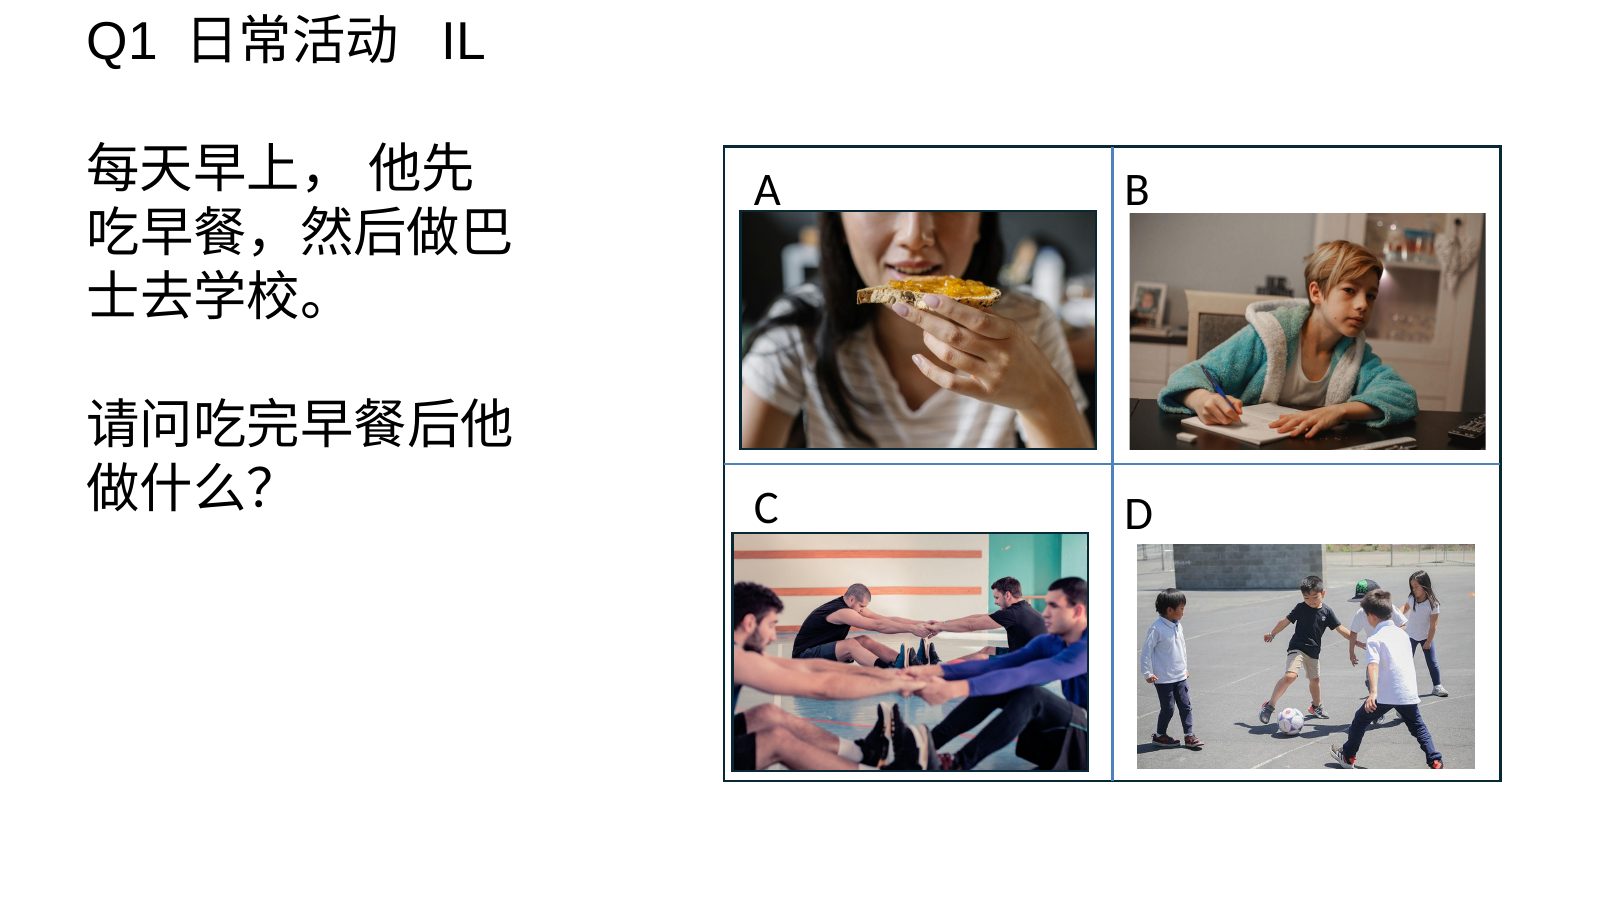 Q1 日常活动 IL
每天早上， 他先
吃早餐，然后做巴
士去学校。
请问吃完早餐后他
做什么？
A
B
C
D